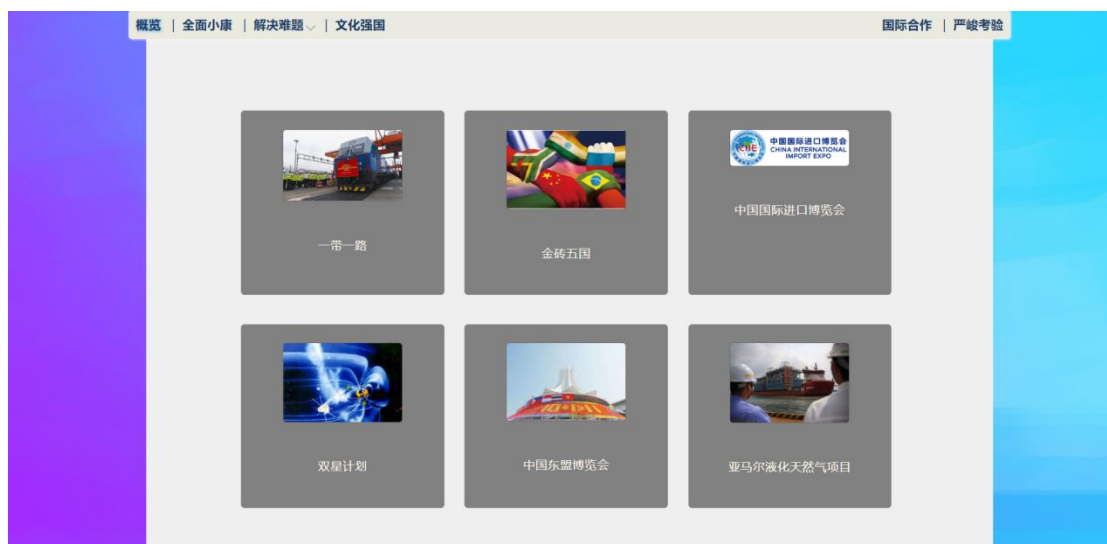 概览 | 全面小康 | 解决难题 | 文化强国
国际合作 | 严峻考验
中国国际进口博览会
CHINA INTERNATIONAL
IMPORT EXPO
一带一路
金砖五国
中国国际进口博览会
双星计划
中国东盟博览会
亚马尔液化天然气项目